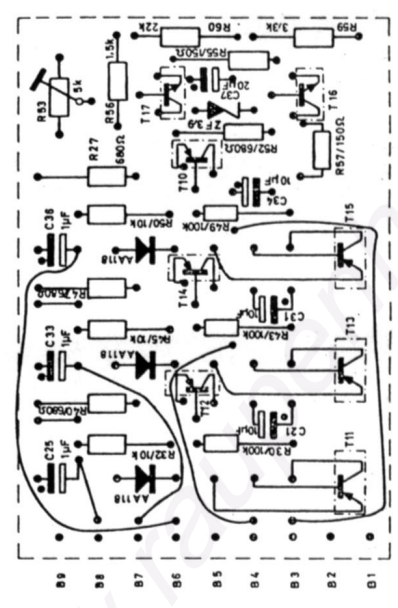 R60
22k
R59
3,3k
R55/150Ω
1,5k
R56
5k
R53
C37
20µF
T17
T16
ZF3,9
R52/680Ω
R57/150Ω
R27
680Ω
T10
10µF
C34
C36
1µF
R50/10k
R49/100k
T15
AA118
T14
R47/680Ω
C31
10µF
C33
1µF
R45/10k
R43/100k
T13
AA118
T12
R40/680Ω
C21
10µF
C25
1µF
R32/10k
R30/100k
T11
AA118
B9
B8
B7
B6
B5
B4
B3
B2
B1